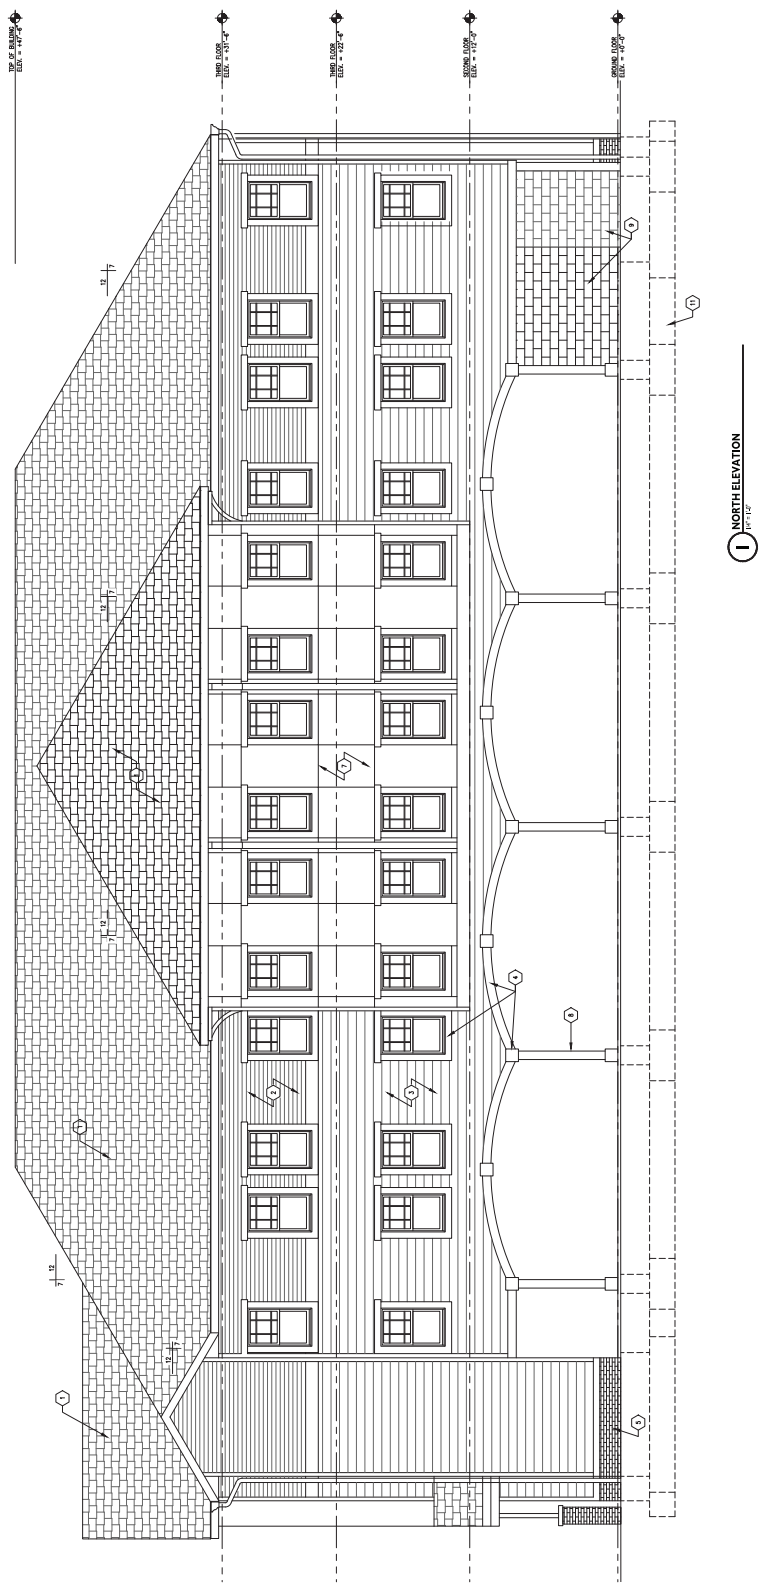 TOP OF BUILDING
ELEV. = +47'-6"
THIRD FLOOR
ELEV. = +31'-6"
THIRD FLOOR
ELEV. = +22'-6"
SECOND FLOOR
ELEV. = +12'-0"
GROUND FLOOR
ELEV. = +0'-0"
12
7
12
7
12
7
12
7
12
7
1
1
1
2
3
4
5
7
8
9
11
1
NORTH ELEVATION